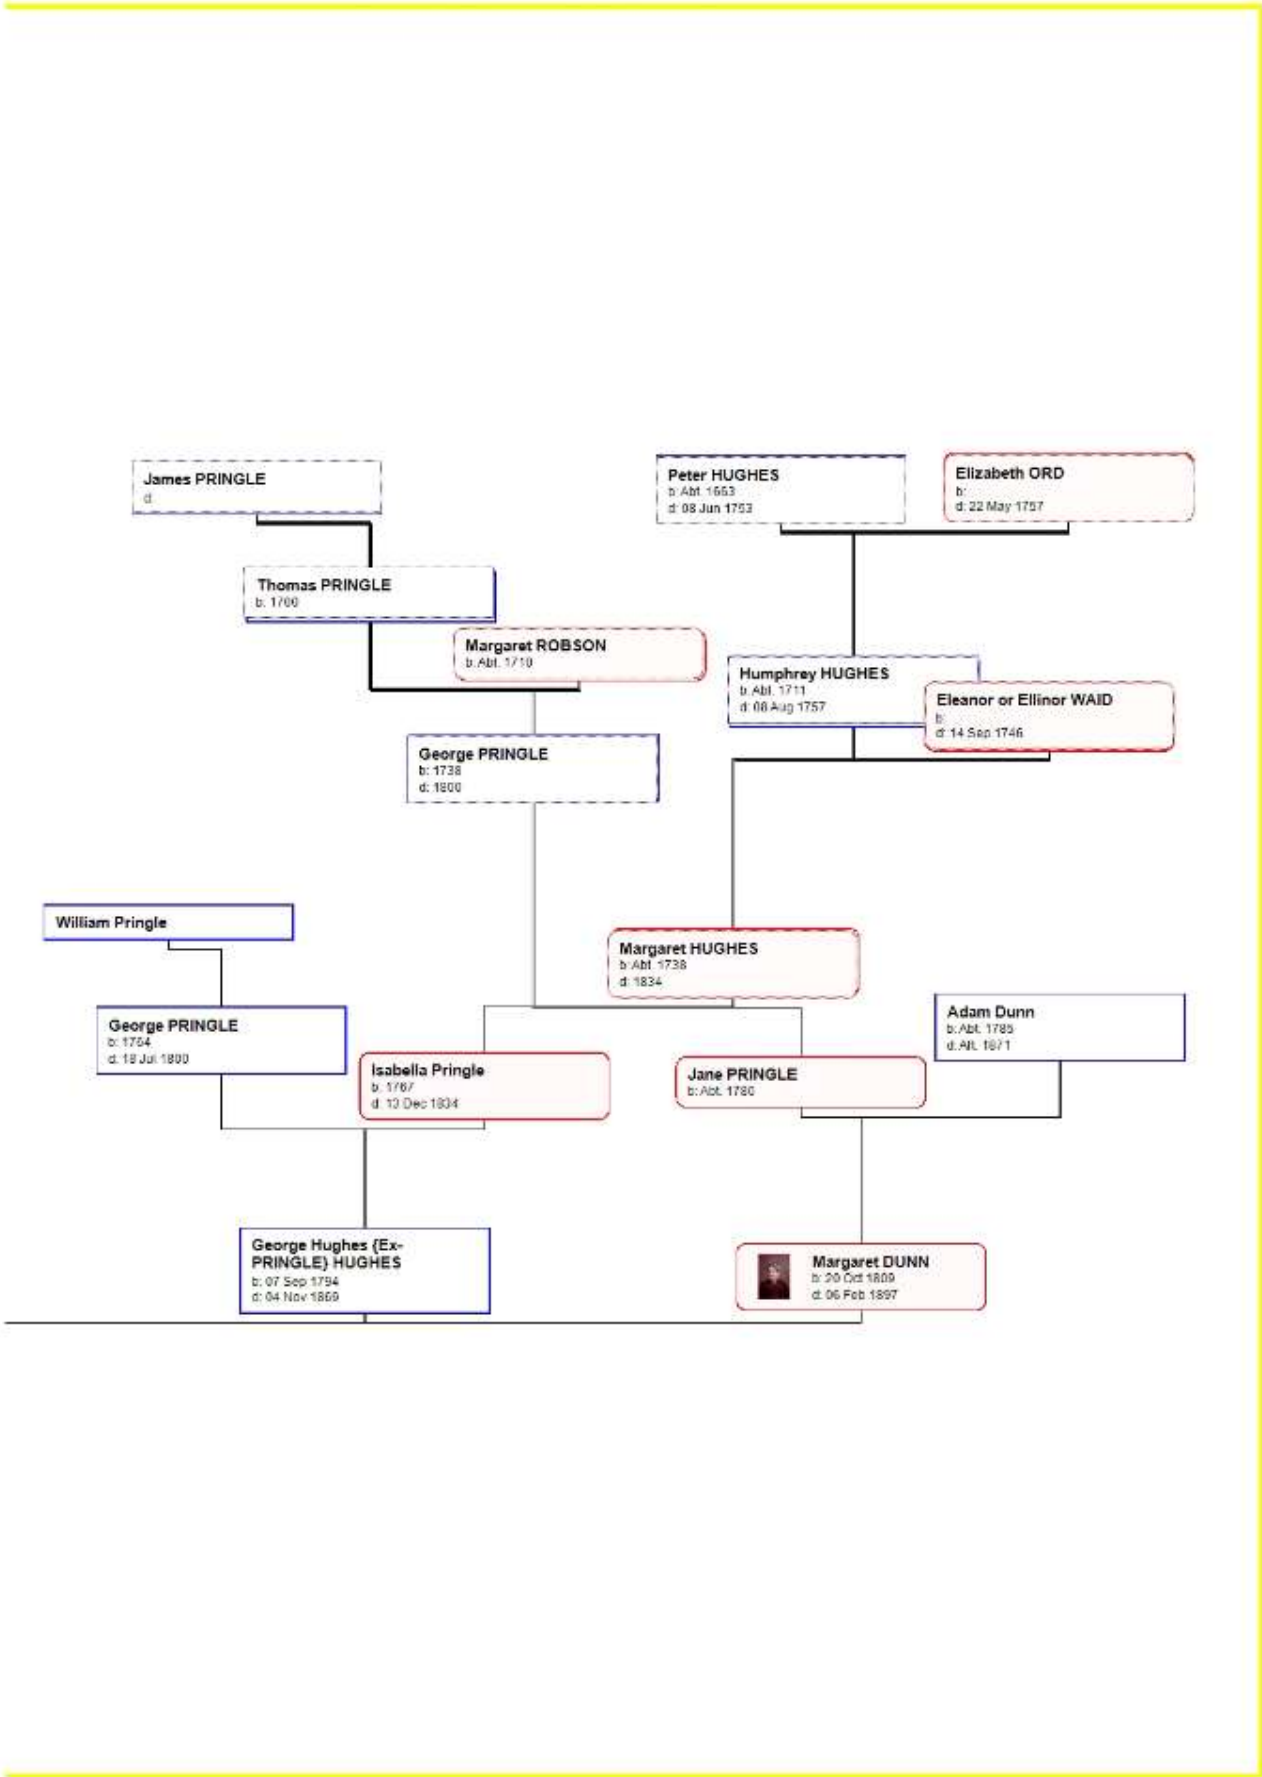 James PRINGLE
d:
Peter HUGHES
b: Abt. 1663
d: 08 Jun 1753
Elizabeth ORD
b:
d: 22 May 1757
Thomas PRINGLE
b: 1700
Margaret ROBSON
b: Abt. 1710
Humphrey HUGHES
b: Abt. 1711
d: 08 Aug 1757
Eleanor or Ellinor WAID
b:
d: 14 Sep 1746
George PRINGLE
b: 1738
d: 1800
William Pringle
Margaret HUGHES
b: Abt. 1738
d: 1834
George PRINGLE
b: 1764
d: 18 Jul 1800
Isabella Pringle
b: 1767
d: 13 Dec 1834
Jane PRINGLE
b: Abt. 1780
Adam Dunn
b: Abt. 1785
d: Aft. 1871
George Hughes {Ex-
PRINGLE} HUGHES
b: 07 Sep 1794
d: 04 Nov 1869
Margaret DUNN
b: 20 Oct 1809
d: 06 Feb 1897